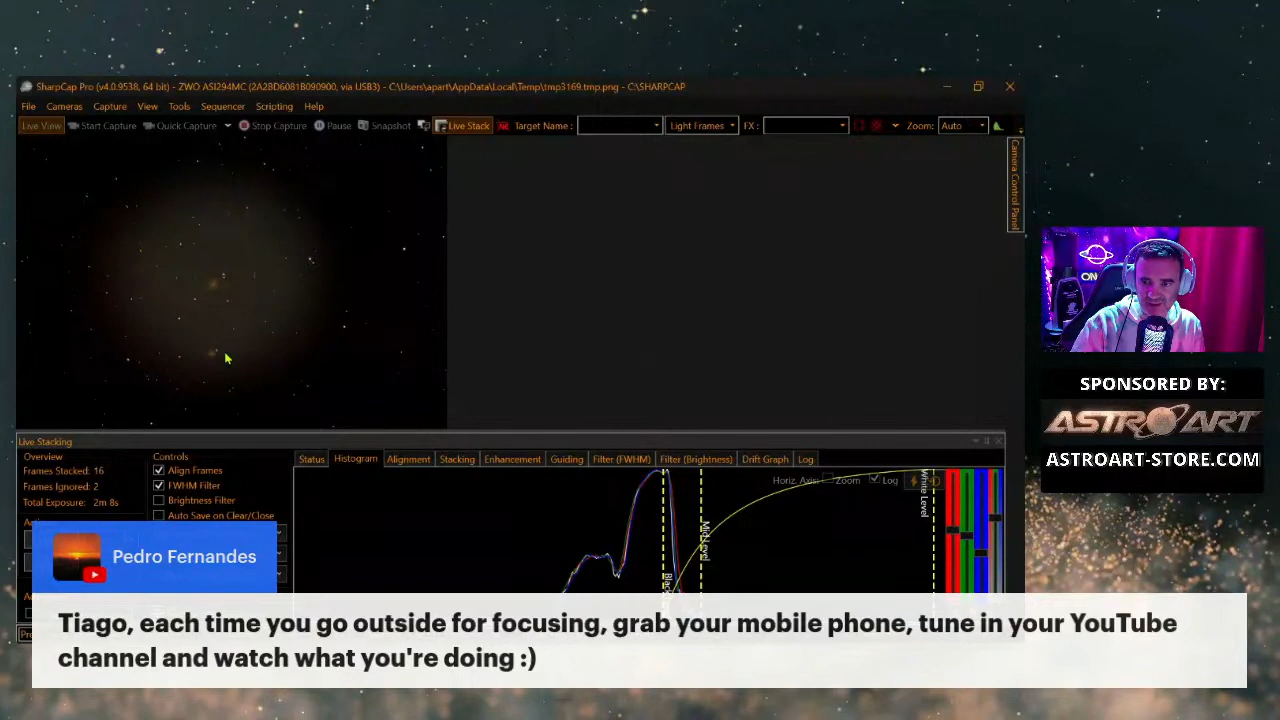 SharpCap Pro (v4.0.9538, 64 bit) - ZWO ASI294MC (2A2BD6081B090900, via USB3) - C:\Users\apart\AppData\Local\Temp\tmp3169.tmp.png - C:\SHARPCAP
File Cameras Capture View Tools Sequencer Scripting Help
Live View Start Capture Quick Capture Stop Capture Pause Snapshot Live Stack Target Name : Light Frames FX : Zoom: Auto
Camera Control Panel
ON
SPONSORED BY:
ASTROART
ASTROART-STORE.COM
Live Stacking
Overview
Frames Stacked: 16
Frames Ignored: 2
Total Exposure: 2m 8s
Controls
Align Frames
FWHM Filter
Brightness Filter
Auto Save on Clear/Close
Status Histogram Alignment Stacking Enhancement Guiding Filter (FWHM) Filter (Brightness) Drift Graph Log
Horiz. Axis: Zoom Log
Mid Level
White Level
Pedro Fernandes
Tiago, each time you go outside for focusing, grab your mobile phone, tune in your YouTube
channel and watch what you're doing :)